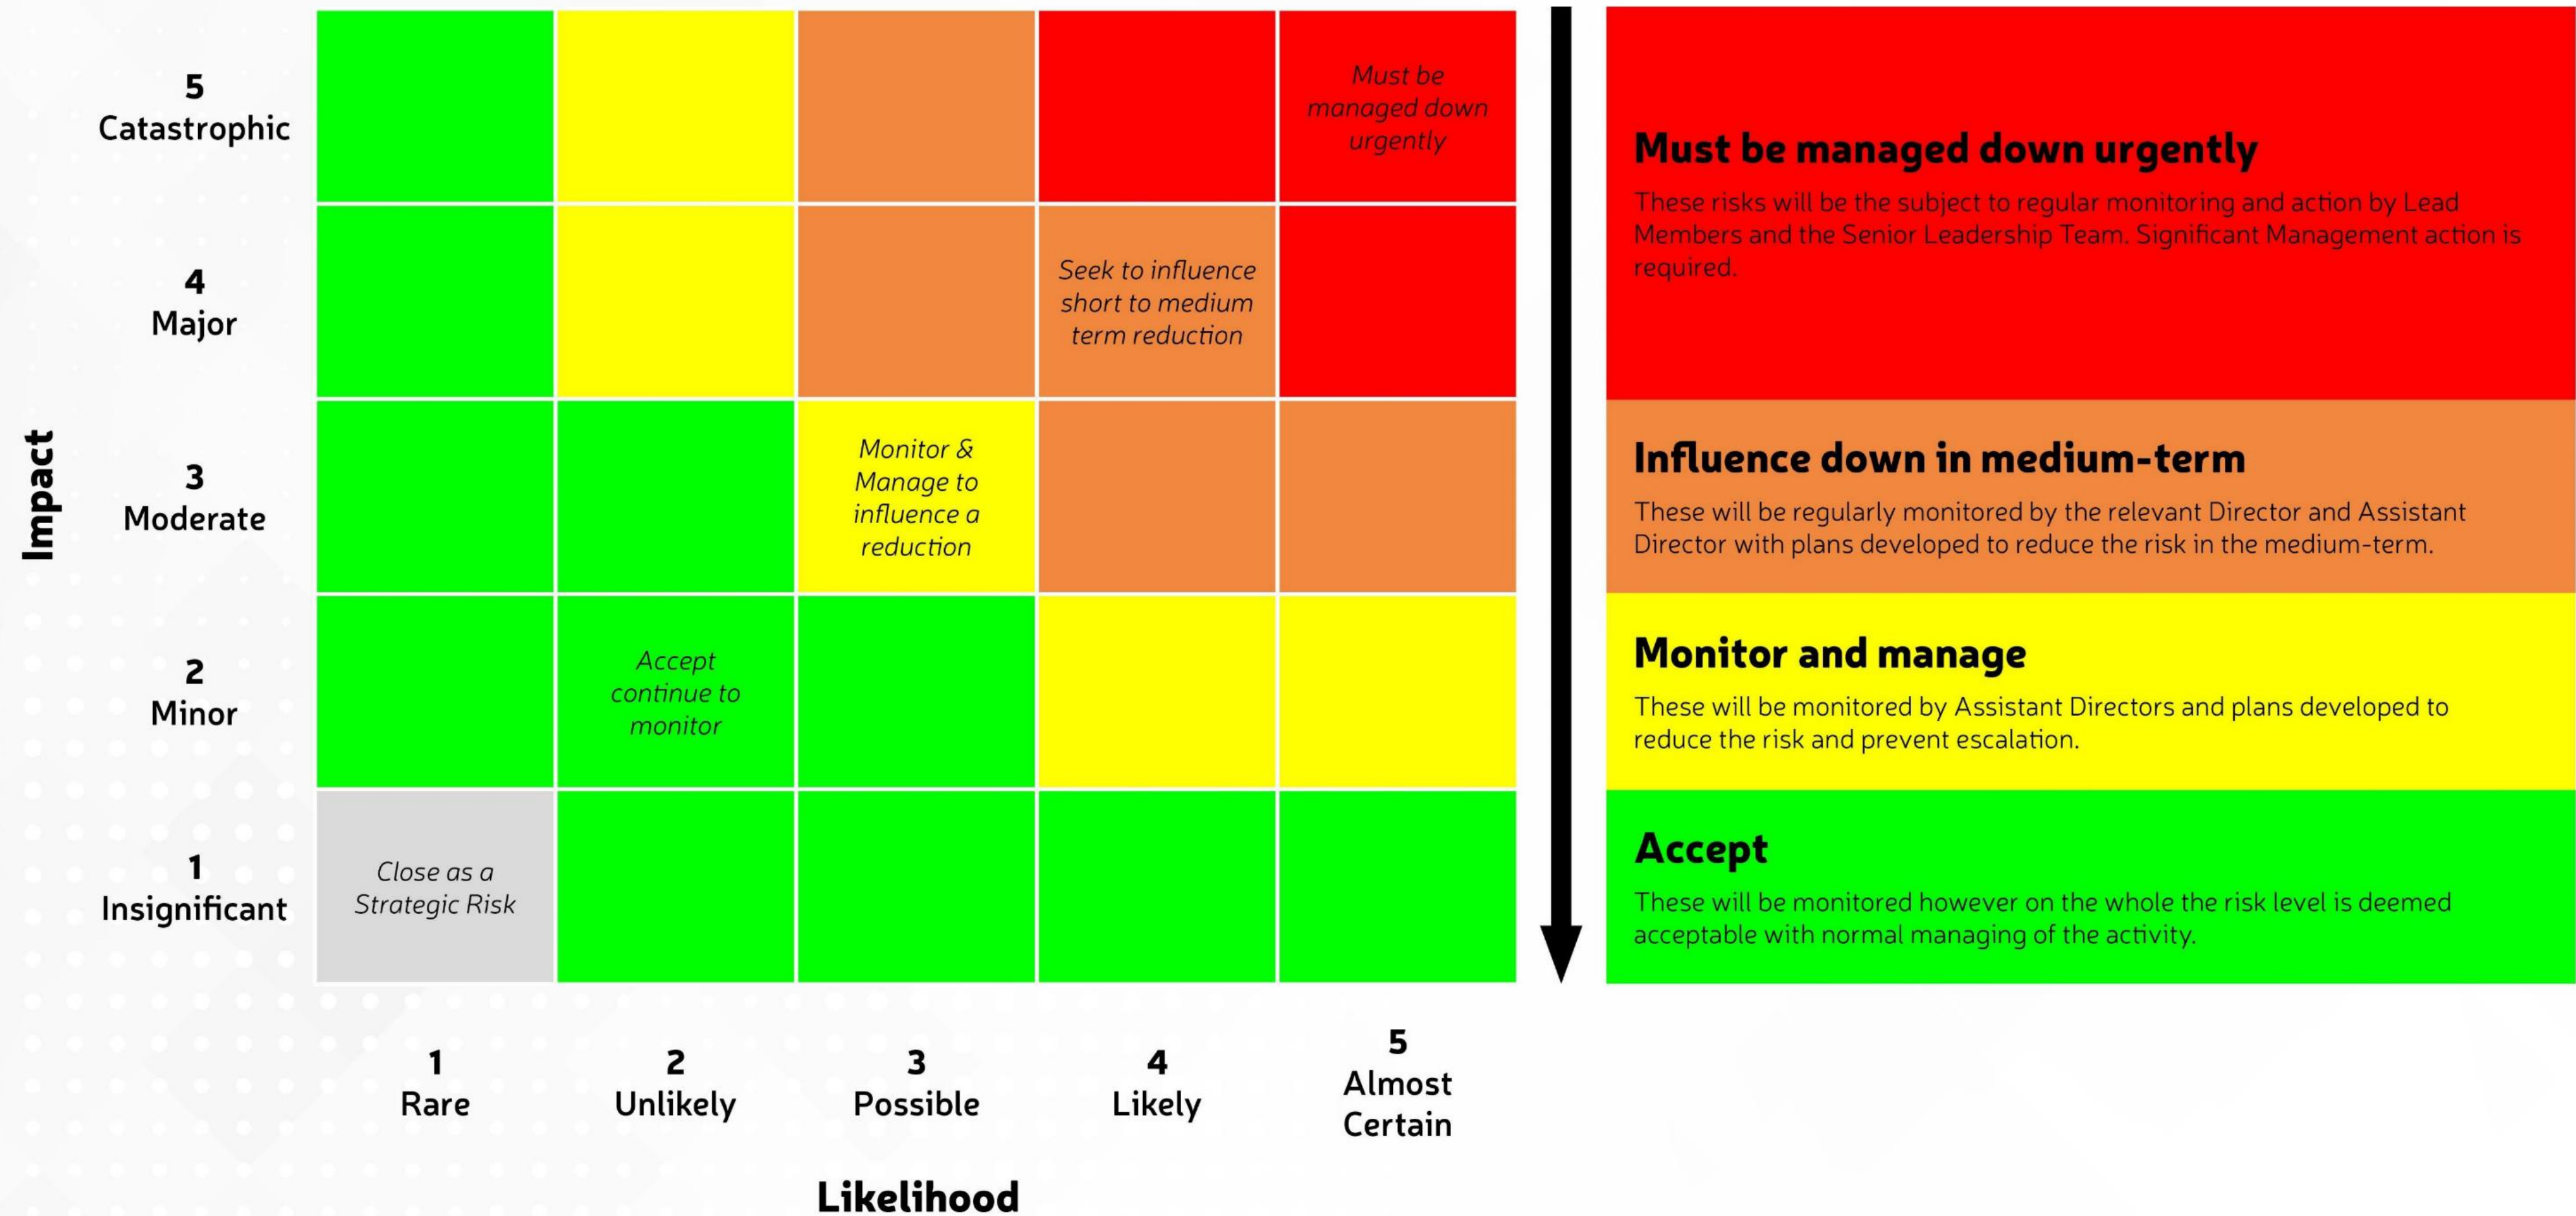 Impact
5
Catastrophic
Must be
managed down
urgently
4
Major
Seek to influence
short to medium
term reduction
3
Moderate
Monitor &
Manage to
influence a
reduction
2
Minor
Accept
continue to
monitor
1
Insignificant
Close as a
Strategic Risk
1
Rare
2
Unlikely
3
Possible
4
Likely
5
Almost
Certain
Likelihood
Must be managed down urgently
These risks will be the subject to regular monitoring and action by Lead
Members and the Senior Leadership Team. Significant Management action is
required.
Influence down in medium-term
These will be regularly monitored by the relevant Director and Assistant
Director with plans developed to reduce the risk in the medium-term.
Monitor and manage
These will be monitored by Assistant Directors and plans developed to
reduce the risk and prevent escalation.
Accept
These will be monitored however on the whole the risk level is deemed
acceptable with normal managing of the activity.